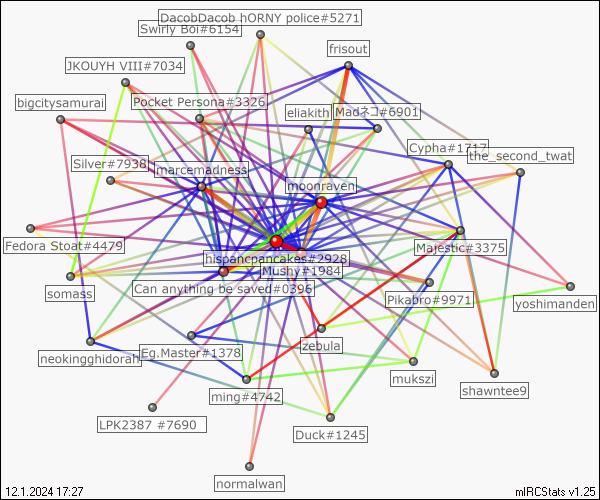 DacobDacob hORNY police#5271
Swirly Boi#6154
frisout
JKOUYH VIII#7034
bigcitysamurai
Pocket Persona#3326
eliakith
Madネコ#6901
Cypha#1717
the_second_twat
Silver#7938
marcemadness
moonraven
Fedora Stoat#4479
hispancpancakes#2928
Majestic#3375
Mushy#1984
somass
Can anything be saved#0396
Pikabro#9971
yoshimanden
neokingghidorah
Eg.Master#1378
zebula
mukszi
shawntee9
ming#4742
LPK2387 #7690
Duck#1245
normalwan
12.1.2024 17:27
mIRCStats v1.25